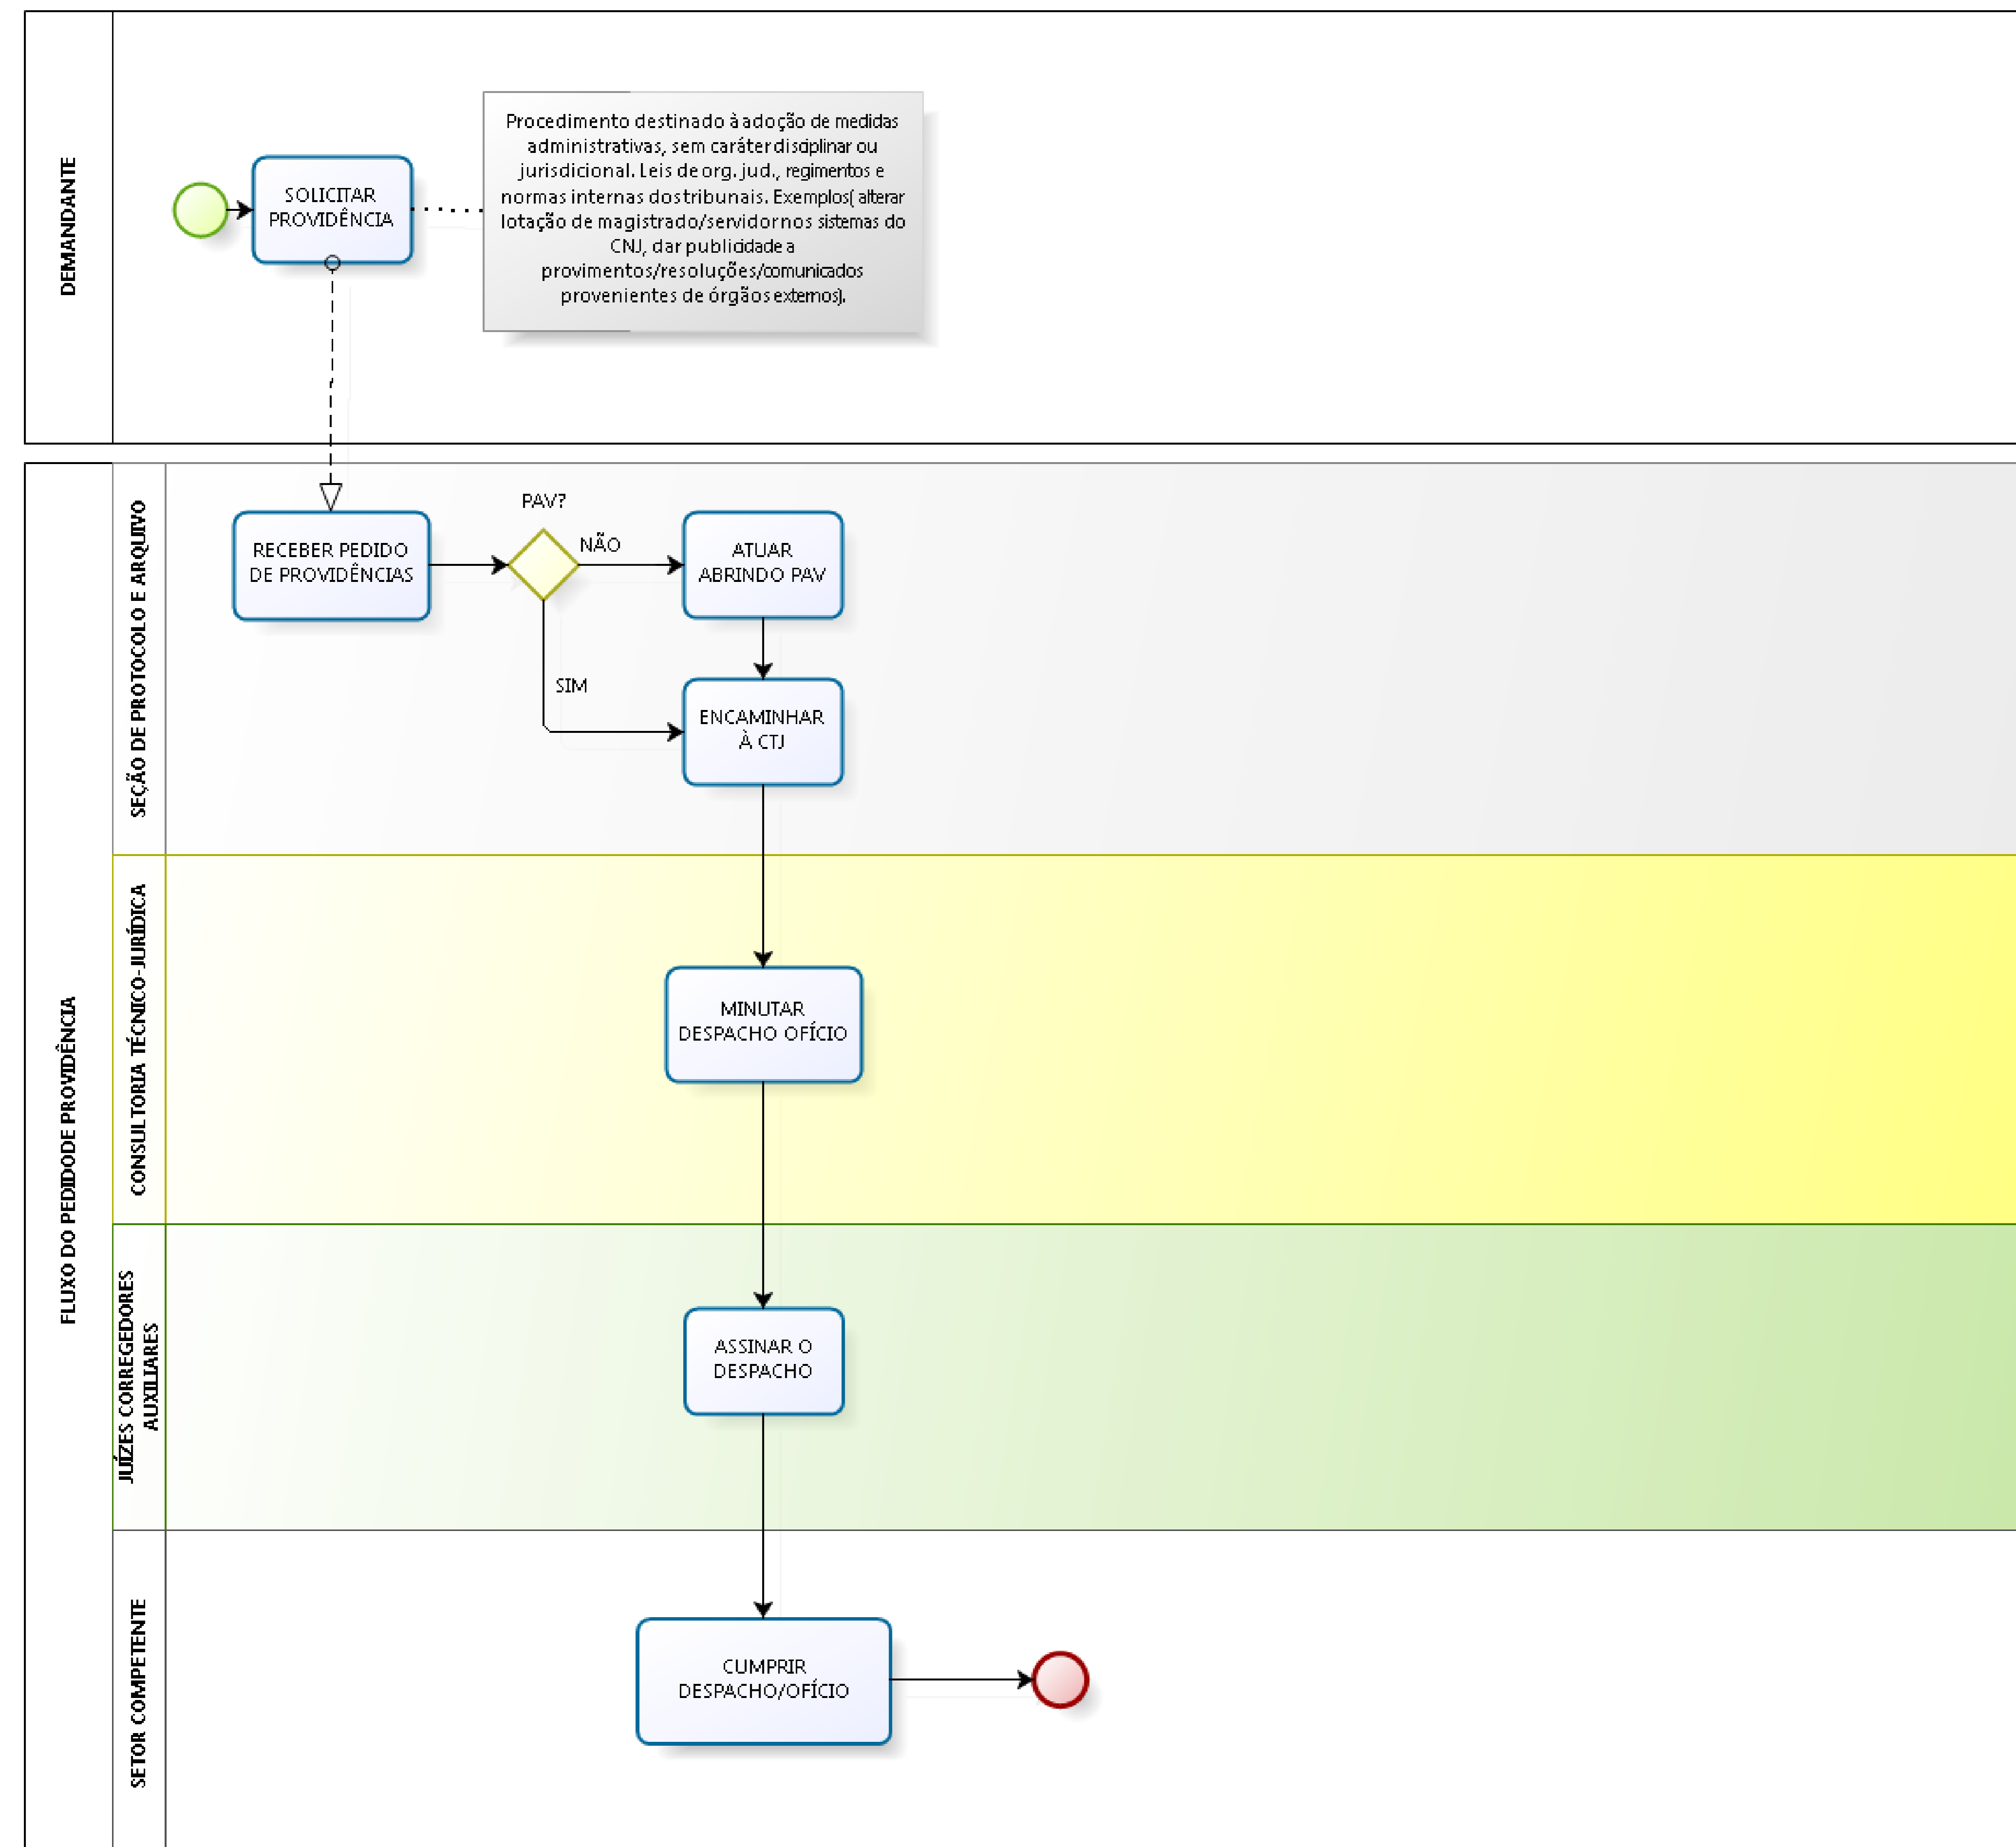 DEMANDANTE
SOLICITAR
PROVIDÊNCIA
Procedimento destinado à adoção de medidas
administrativas, sem caráter disciplinar ou
jurisdicional. Leis de org. jud., regimentos e
normas internas dos tribunais. Exemplos( alterar
lotação de magistrado/servidor nos sistemas do
CNJ, dar publicidade a
provimentos/resoluções/comunicados
provenientes de órgãos externos).
FLUXO DO PEDIDODE PROVIDÊNCIA
SEÇÃO DE PROTOCOLO E ARQUIVO
RECEBER PEDIDO
DE PROVIDÊNCIAS
PAV?
NÃO
SIM
ATUAR
ABRINDO PAV
ENCAMINHAR
À CTJ
CONSULTORIA TÉCNICO-JURÍDICA
MINUTAR
DESPACHO OFÍCIO
JUÍZES CORREGEDORES
AUXILIARES
ASSINAR O
DESPACHO
SETOR COMPETENTE
CUMPRIR
DESPACHO/OFÍCIO